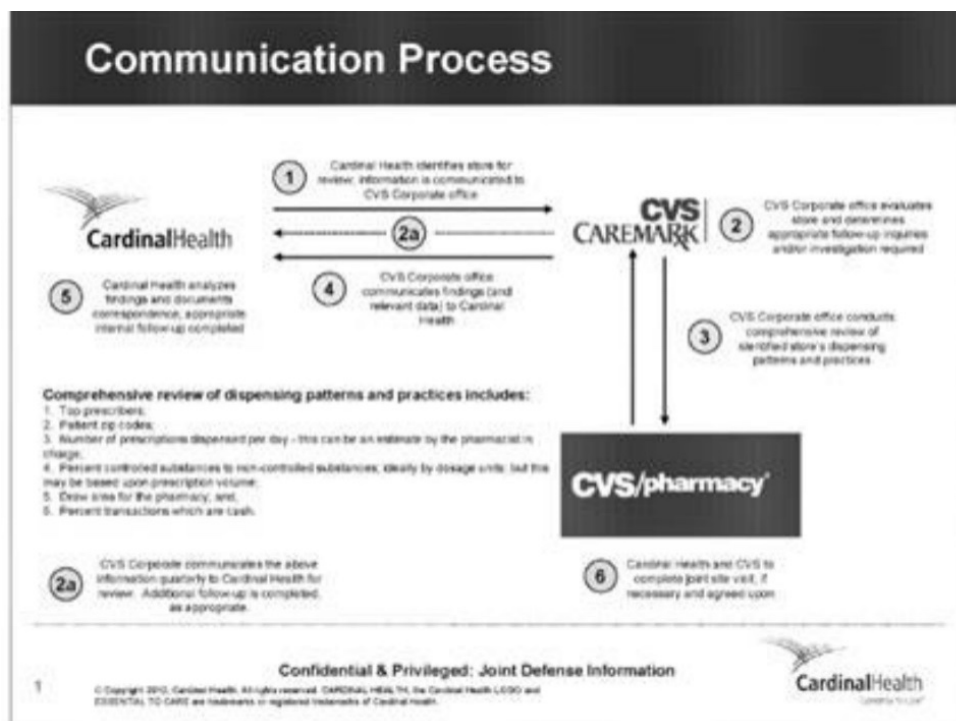 Communication Process
1
Cardinal Health identifies store for
review; information is communicated to
CVS Corporate office
CardinalHealth
2a
CVS
CAREMARK
2
CVS Corporate office evaluates
store and determines
appropriate follow-up inquiries
and/or investigation required
4
CVS Corporate office
communicates findings (and
relevant data) to Cardinal
Health
5
Cardinal Health analyzes
findings and documents
correspondence, appropriate
internal follow-up completed
3
CVS Corporate office conducts
comprehensive review of
identified store's dispensing
patterns and practices
Comprehensive review of dispensing patterns and practices includes:
1. Top prescribers;
2. Patient zip codes;
3. Number of prescriptions dispensed per day - this can be an estimate by the pharmacist in
charge;
4. Percent controlled substances to non-controlled substances, ideally by dosage units, but this
may be based upon prescription volume;
5. Draw area for the pharmacy; and,
6. Percent transactions which are cash.
CVS/pharmacy
2a
CVS Corporate communicates the above
information quarterly to Cardinal Health for
review. Additional follow-up is completed,
as appropriate.
6
Cardinal Health and CVS to
complete joint site visit, if
necessary and agreed upon
Confidential & Privileged: Joint Defense Information
1
© Copyright 2012, Cardinal Health. All rights reserved. CARDINAL HEALTH, the Cardinal Health LOGO and
ESSENTIAL TO CARE are trademarks or registered trademarks of Cardinal Health.
CardinalHealth